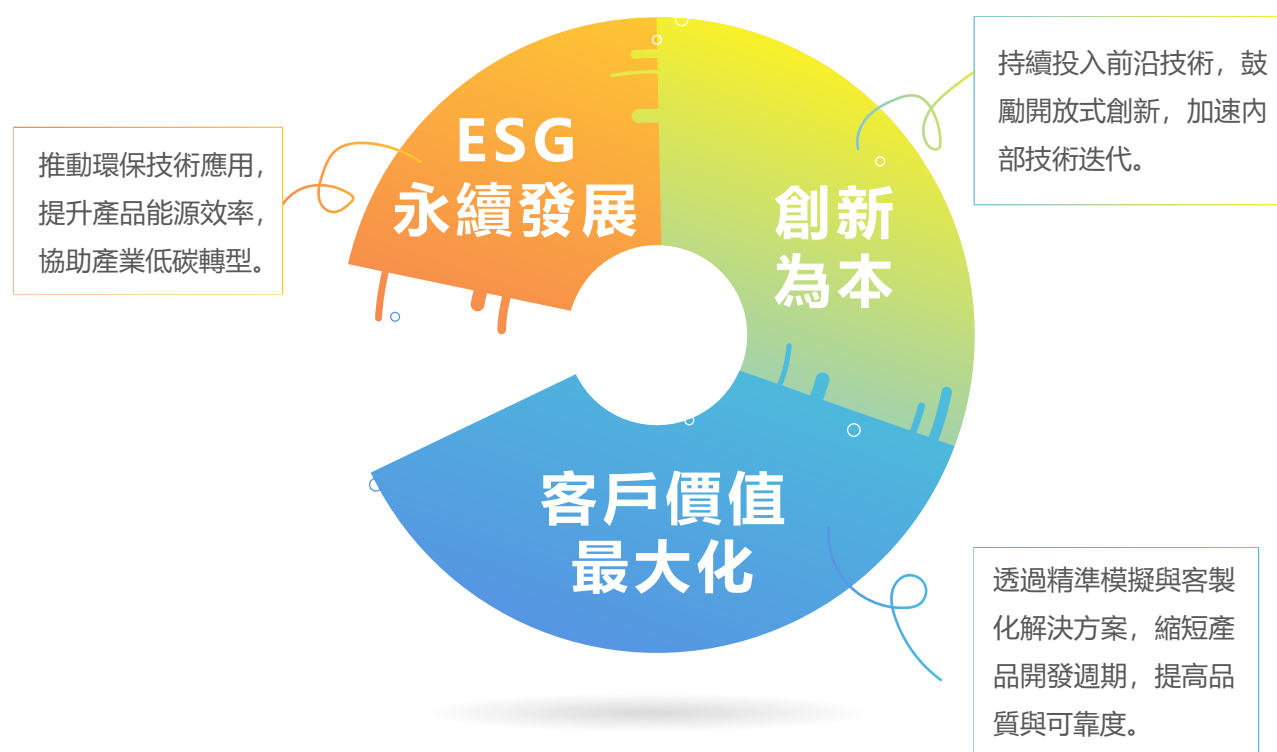 ESG
永續發展
推動環保技術應用,
提升產品能源效率,
協助產業低碳轉型。
創新
為本
持續投入前沿技術,鼓
勵開放式創新,加速內
部技術迭代。
客戶價值
最大化
透過精準模擬與客製
化解決方案,縮短產
品開發週期,提高品
質與可靠度。